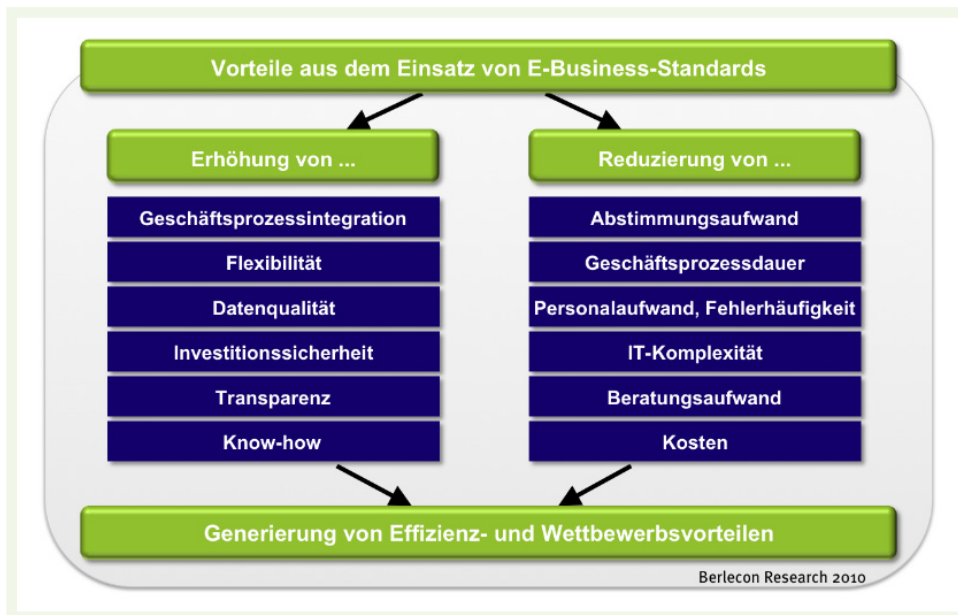 Vorteile aus dem Einsatz von E-Business-Standards
Erhöhung von ...
Geschäftsprozessintegration
Flexibilität
Datenqualität
Investitionssicherheit
Transparenz
Know-how
Reduzierung von ...
Abstimmungsaufwand
Geschäftsprozessdauer
Personalaufwand, Fehlerhäufigkeit
IT-Komplexität
Beratungsaufwand
Kosten
Generierung von Effizienz- und Wettbewerbsvorteilen
Berlecon Research 2010